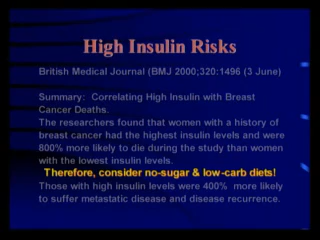 High Insulin Risks
British Medical Journal (BMJ 2000;320:1496 (3 June)
Summary: Correlating High Insulin with Breast
Cancer Deaths.
The researchers found that women with a history of
breast cancer had the highest insulin levels and were
800% more likely to die during the study than women
with the lowest insulin levels.
Therefore, consider no-sugar & low-carb diets!
Those with high insulin levels were 400% more likely
to suffer metastatic disease and disease recurrence.